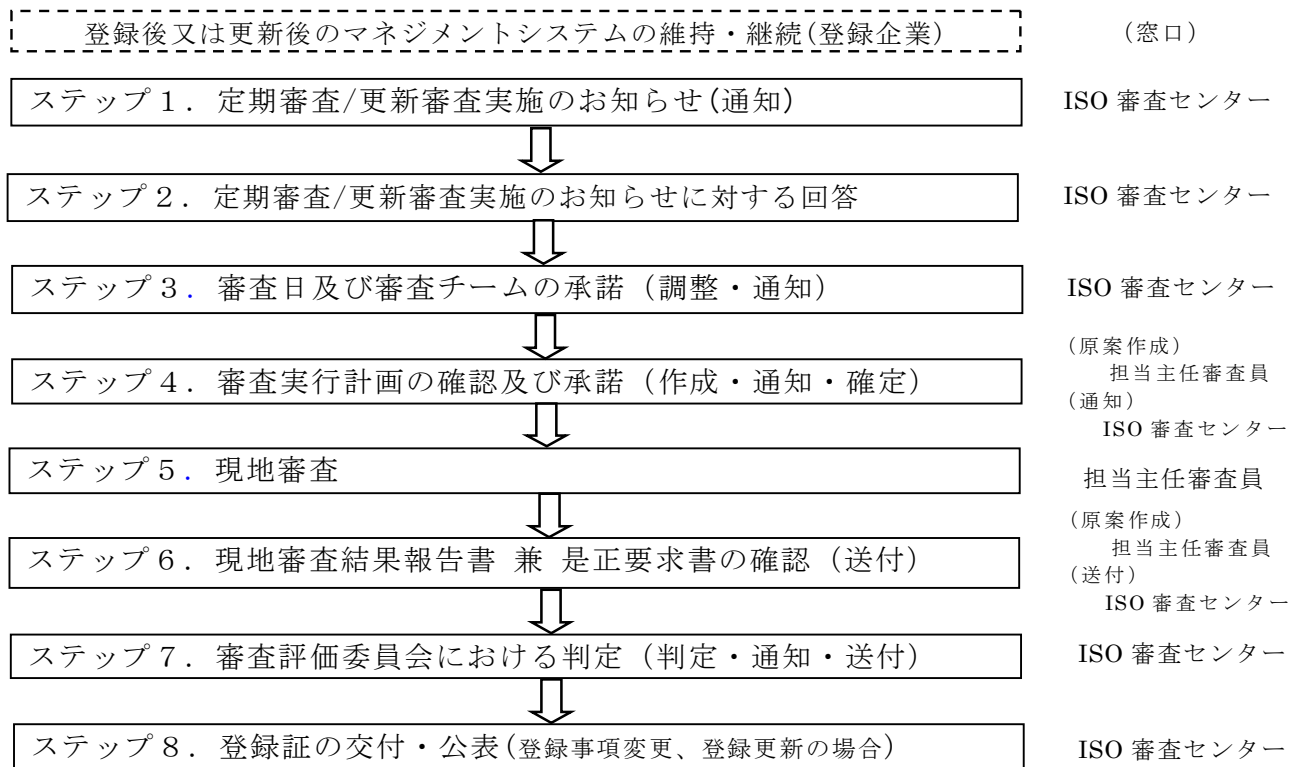 登録後又は更新後のマネジメントシステムの維持・継続(登録企業)
(窓口)
ステップ１．定期審査/更新審査実施のお知らせ(通知)
ISO 審査センター
ステップ２．定期審査/更新審査実施のお知らせに対する回答
ISO 審査センター
ステップ３．審査日及び審査チームの承諾（調整・通知）
ISO 審査センター
ステップ４．審査実行計画の確認及び承諾（作成・通知・確定）
（原案作成）
担当主任審査員
（通知）
ISO 審査センター
ステップ５．現地審査
担当主任審査員
ステップ６．現地審査結果報告書 兼 是正要求書の確認（送付）
（原案作成）
担当主任審査員
（送付）
ISO 審査センター
ステップ７．審査評価委員会における判定（判定・通知・送付）
ISO 審査センター
ステップ８．登録証の交付・公表(登録事項変更、登録更新の場合)
ISO 審査センター